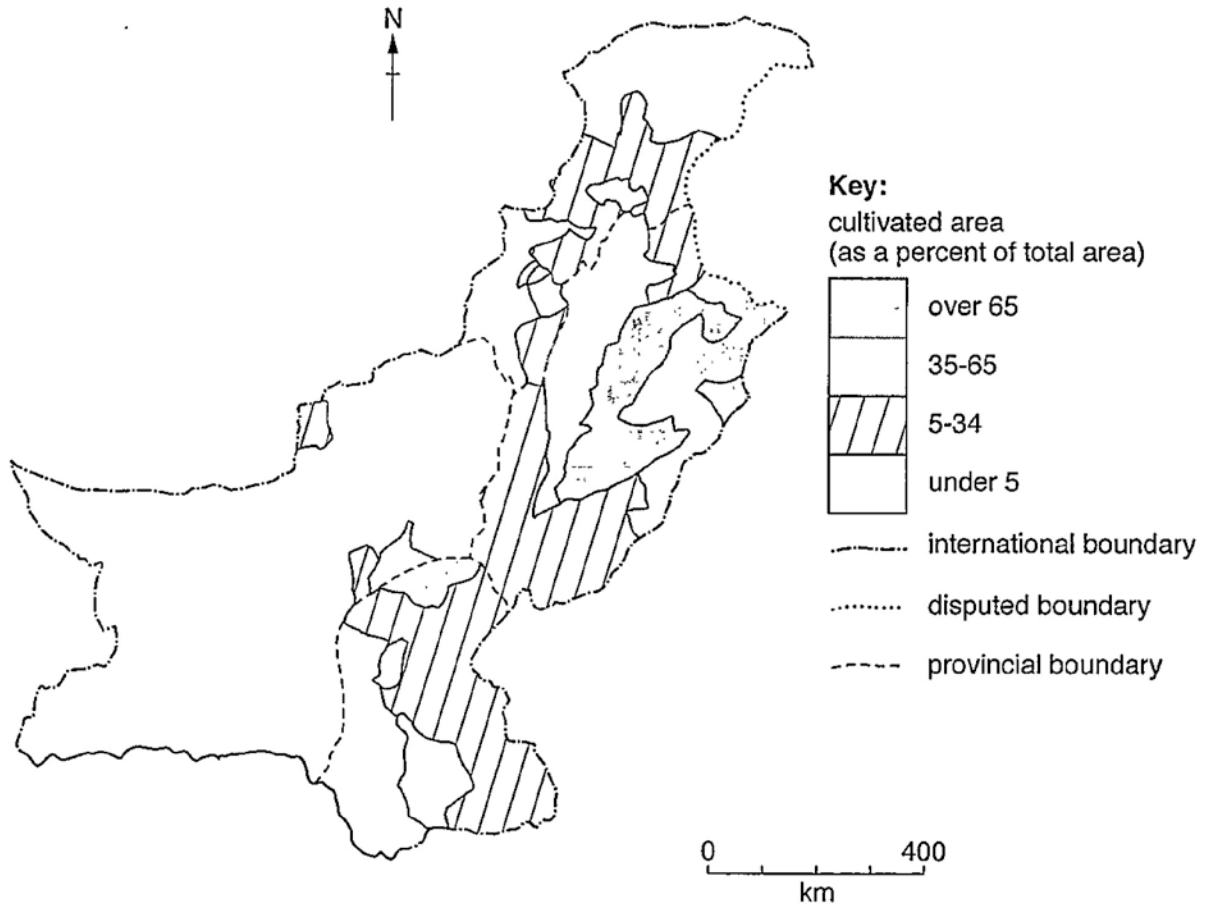 N
Key:
cultivated area
(as a percent of total area)
over 65
35-65
5-34
under 5
international boundary
disputed boundary
provincial boundary
0 400
km